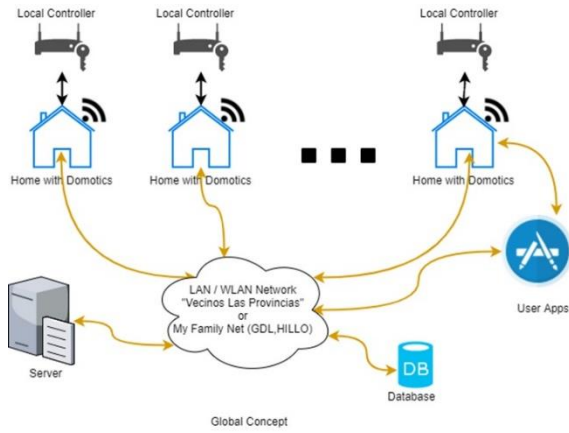 Local Controller
Local Controller
Local Controller
Home with Domotics
Home with Domotics
Home with Domotics
LAN / WLAN Network
"Vecinos Las Provincias"
or
My Family Net (GDL,HILLO)
User Apps
Server
DB
Database
Global Concept